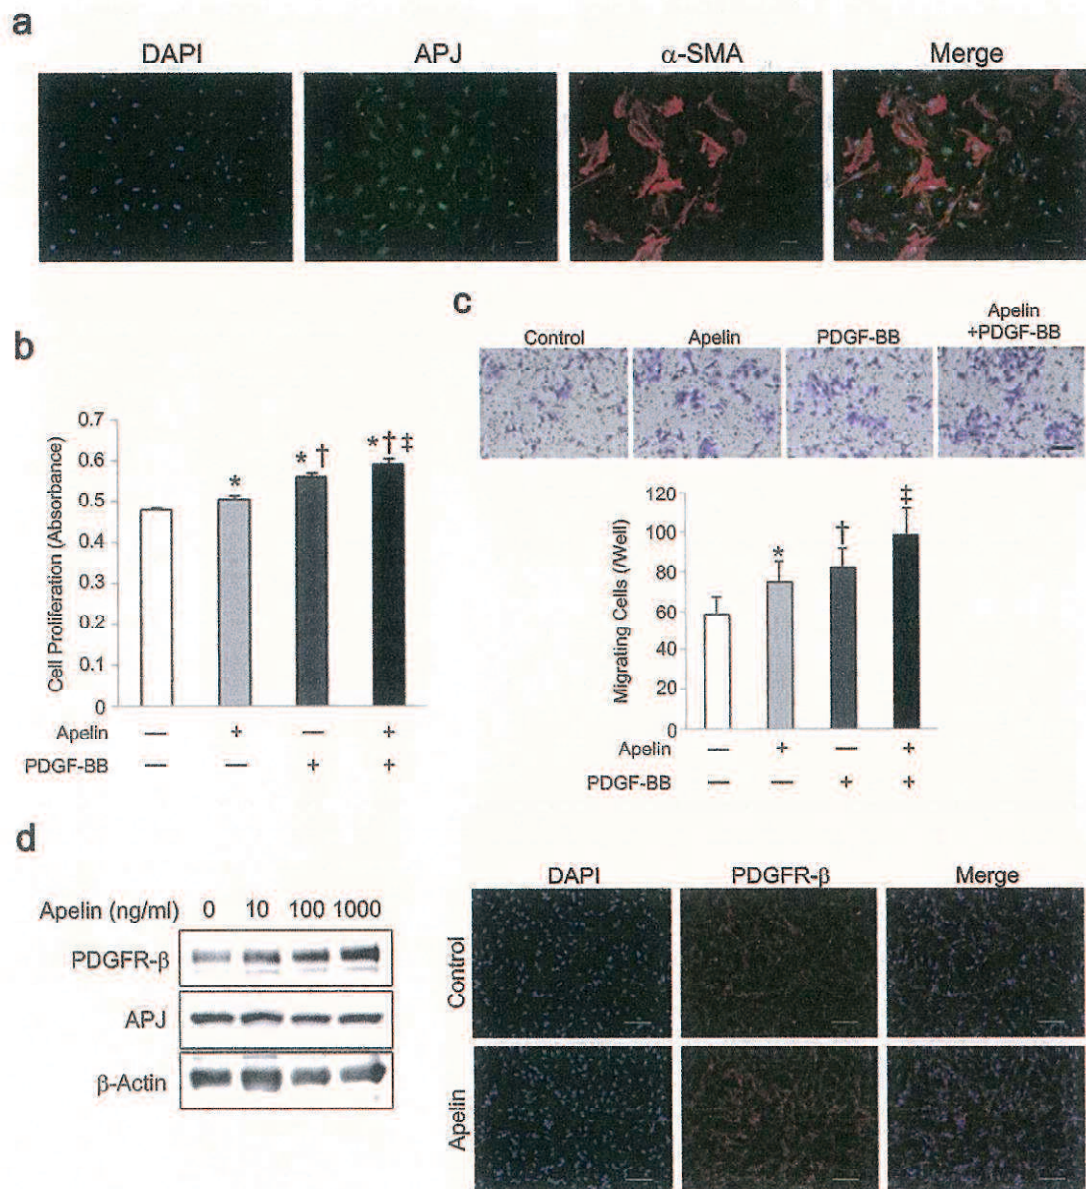 a
DAPI APJ α-SMA Merge
b
0.7
0.6
0.5
0.4
0.3
0.2
0.1
0
Cell Proliferation (Absorbance)
* *† *†‡
Apelin — + — +
PDGF-BB — — + +
c
Control Apelin PDGF-BB Apelin
+PDGF-BB
120
100
80
60
40
20
0
Migrating Cells (/Well)
* † ‡
Apelin — + — +
PDGF-BB — — + +
d
Apelin (ng/ml) 0 10 100 1000
PDGFR-β
APJ
β-Actin
DAPI PDGFR-β Merge
Control
Apelin